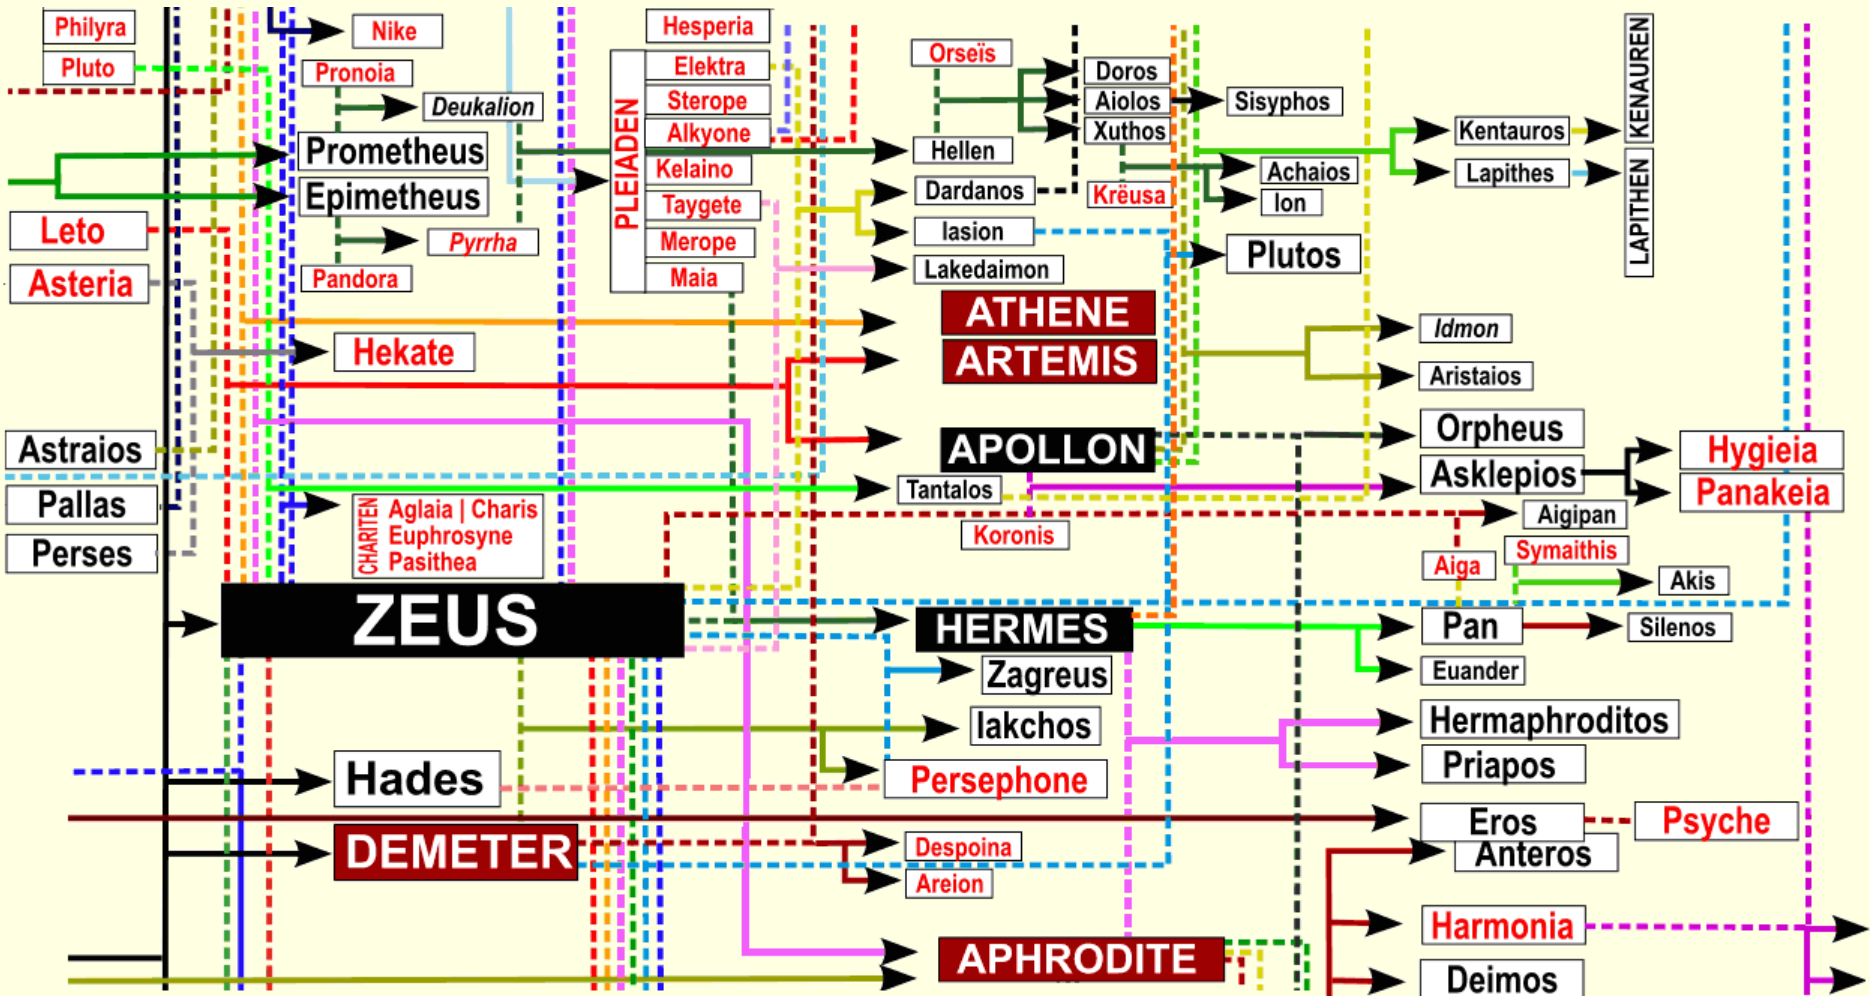 Philyra
Pluto
Nike
Pronoia
Deukalion
Prometheus
Epimetheus
Pyrrha
Pandora
Leto
Asteria
Hekate
Astraios
Pallas
Perses
CHARITEN
Aglaia | Charis
Euphrosyne
Pasithea
ZEUS
Hades
DEMETER
PLEIADEN
Hesperia
Elektra
Sterope
Alkyone
Kelaino
Taygete
Merope
Maia
Orseïs
Hellen
Dardanos
Iasion
Lakedaimon
ATHENE
ARTEMIS
APOLLON
Tantalos
Koronis
HERMES
Zagreus
Iakchos
Persephone
Despoina
Areion
APHRODITE
Doros
Aiolos
Xuthos
Krëusa
Sisyphos
Achaios
Ion
Plutos
Kentauros
Lapithes
KENAUREN
LAPITHEN
Idmon
Aristaios
Orpheus
Asklepios
Hygieia
Panakeia
Aigipan
Aiga
Symaithis
Akis
Pan
Silenos
Euander
Hermaphroditos
Priapos
Eros
Psyche
Anteros
Harmonia
Deimos